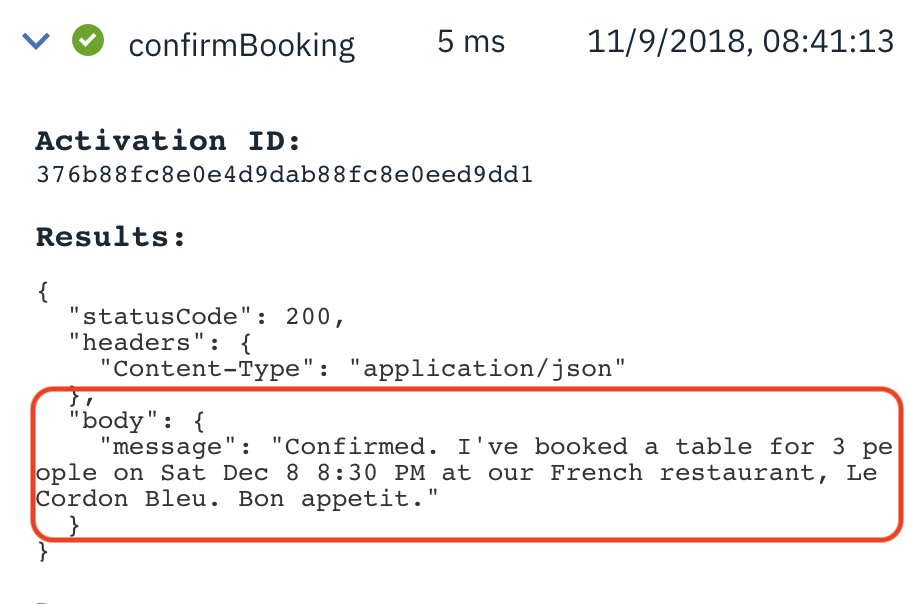 confirmBooking 5 ms 11/9/2018, 08:41:13
Activation ID:
376b88fc8e0e4d9dab88fc8e0eed9dd1
Results:
{
  "statusCode": 200,
  "headers": {
    "Content-Type": "application/json"
  },
  "body": {
    "message": "Confirmed. I've booked a table for 3 pe
ople on Sat Dec 8 8:30 PM at our French restaurant, Le
Cordon Bleu. Bon appetit."
  }
}